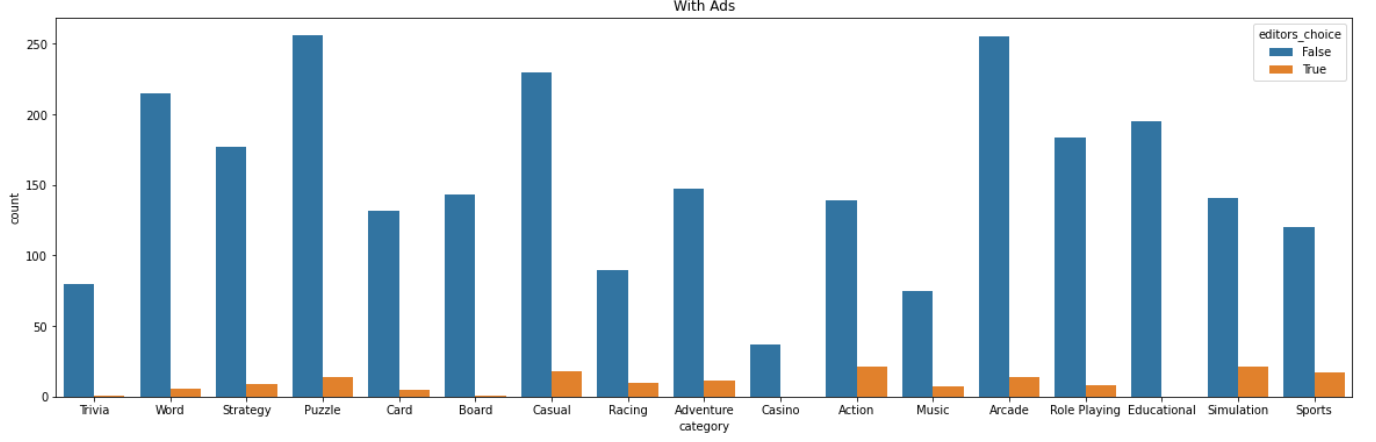 With Ads
editors_choice
False
True
250
200
150
100
50
0
count
Trivia Word Strategy Puzzle Card Board Casual Racing Adventure Casino Action Music Arcade Role Playing Educational Simulation Sports
category